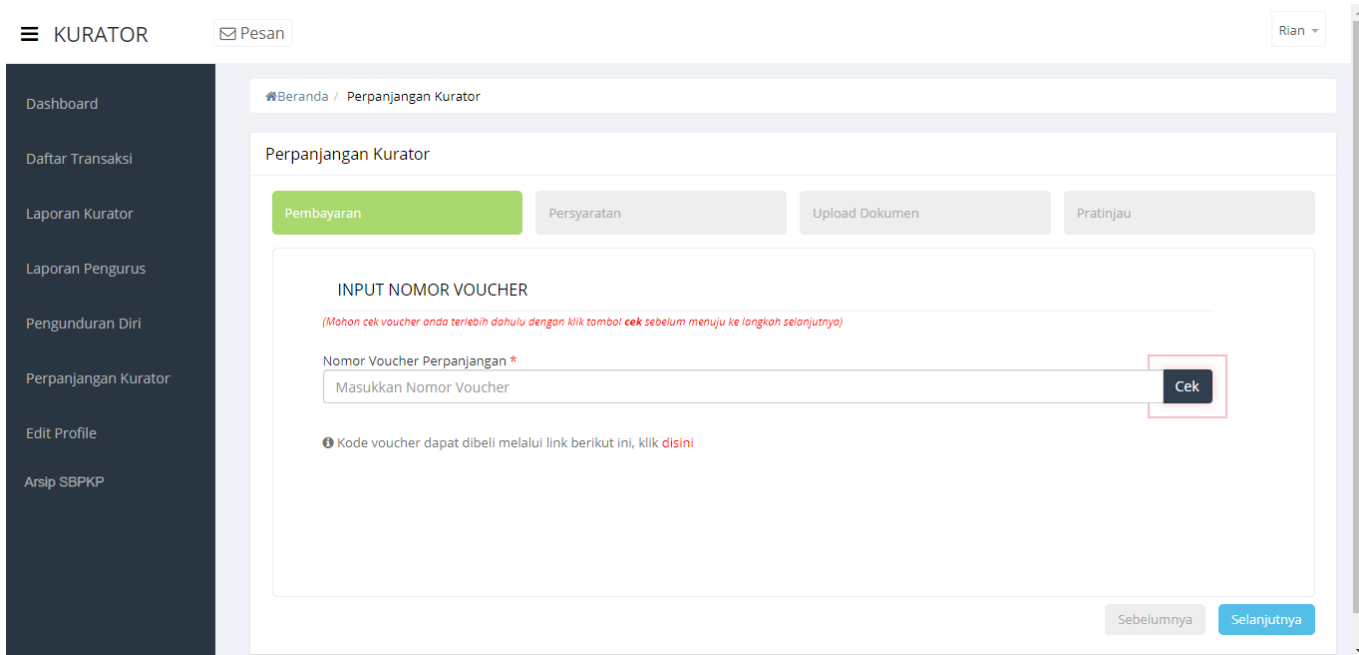 KURATOR
Pesan
Rian
Dashboard
Daftar Transaksi
Laporan Kurator
Laporan Pengurus
Pengunduran Diri
Perpanjangan Kurator
Edit Profile
Arsip SBPKP
Beranda / Perpanjangan Kurator
Perpanjangan Kurator
Pembayaran
Persyaratan
Upload Dokumen
Pratinjau
INPUT NOMOR VOUCHER
(Mohon cek voucher anda terlebih dahulu dengan klik tombol cek sebelum menuju ke langkah selanjutnya)
Nomor Voucher Perpanjangan *
Masukkan Nomor Voucher
Cek
Kode voucher dapat dibeli melalui link berikut ini, klik disini
Sebelumnya
Selanjutnya